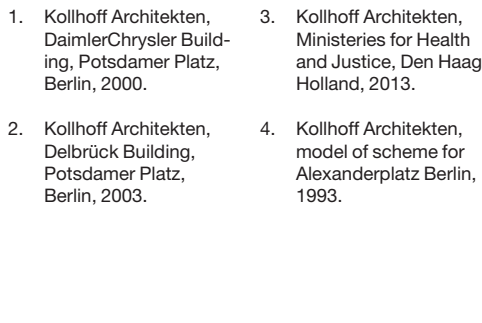 1. Kollhoff Architekten,
DaimlerChrysler Build-
ing, Potsdamer Platz,
Berlin, 2000.
2. Kollhoff Architekten,
Delbrück Building,
Potsdamer Platz,
Berlin, 2003.
3. Kollhoff Architekten,
Ministeries for Health
and Justice, Den Haag
Holland, 2013.
4. Kollhoff Architekten,
model of scheme for
Alexanderplatz Berlin,
1993.